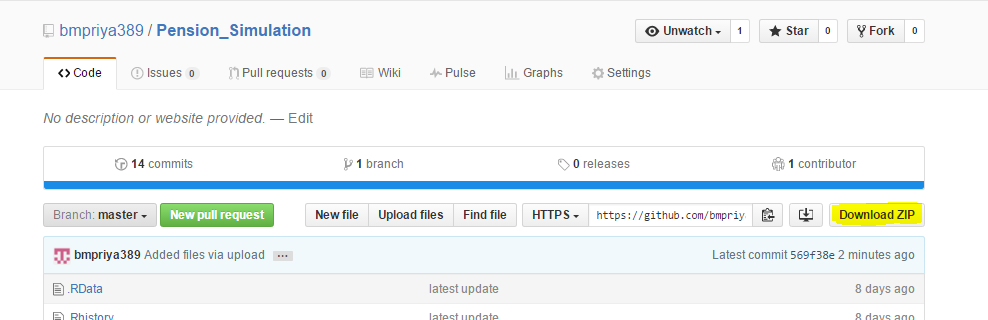 bmpriya389 / Pension_Simulation
Unwatch 1 Star 0 Fork 0
Code Issues 0 Pull requests 0 Wiki Pulse Graphs Settings
No description or website provided. — Edit
14 commits 1 branch 0 releases 1 contributor
Branch: master New pull request New file Upload files Find file HTTPS https://github.com/bmpriy Download ZIP
bmpriya389 Added files via upload ... Latest commit 569f38e 2 minutes ago
.RData latest update 8 days ago
.Rhistory latest update 8 days ago